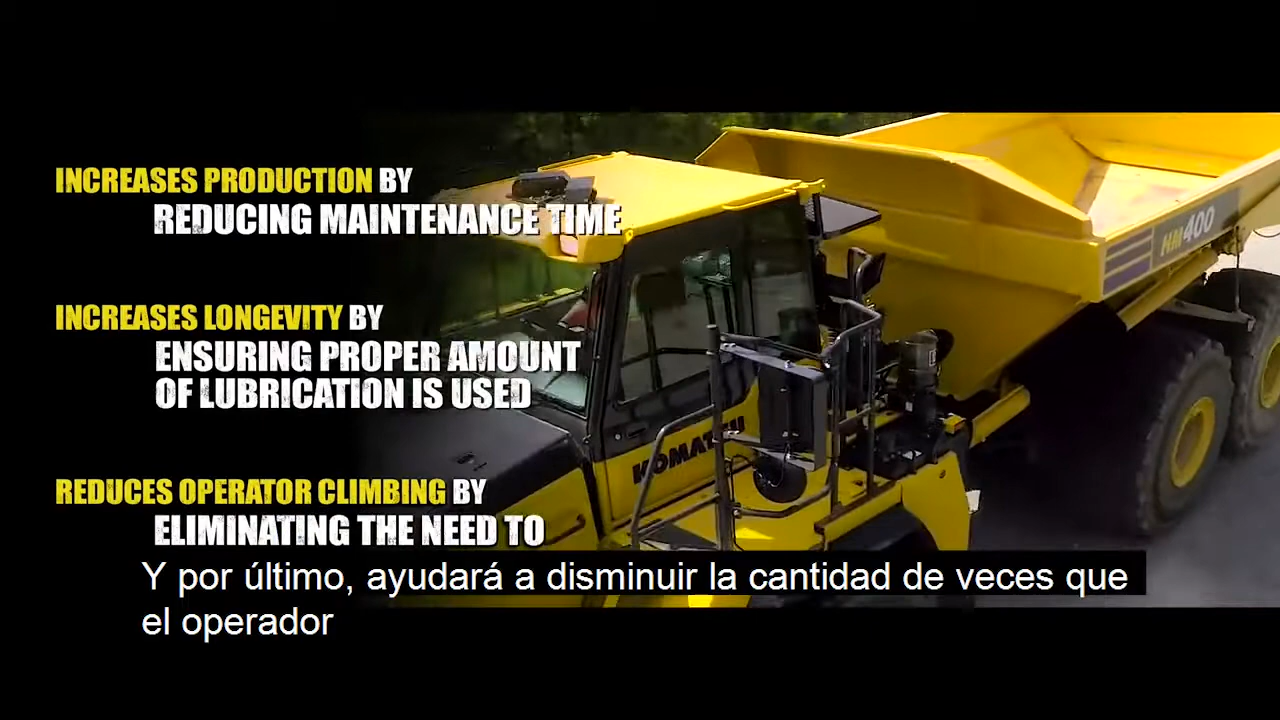 INCREASES PRODUCTION BY
REDUCING MAINTENANCE TIME
INCREASES LONGEVITY BY
ENSURING PROPER AMOUNT
OF LUBRICATION IS USED
REDUCES OPERATOR CLIMBING BY
ELIMINATING THE NEED TO
Y por último, ayudará a disminuir la cantidad de veces que
el operador
HM400
KOMATSU